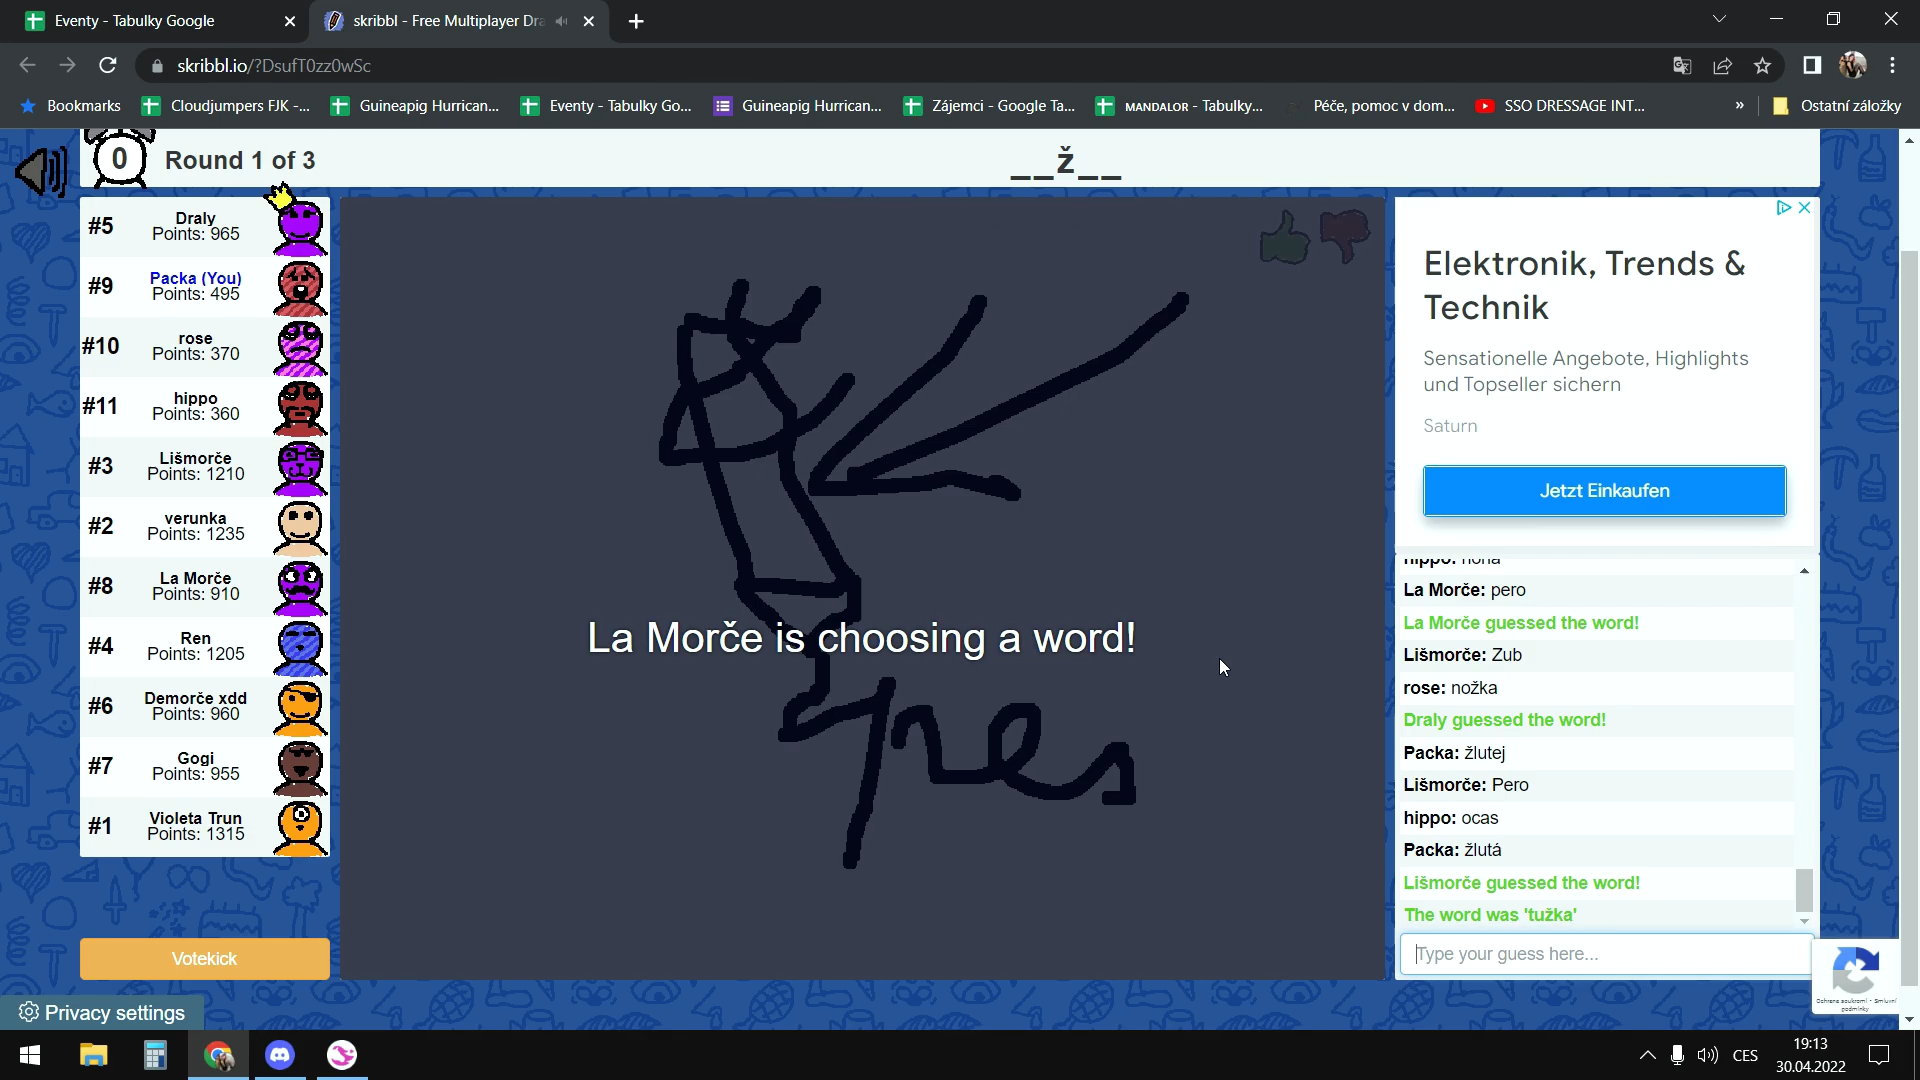 Eventy - Tabulky Google
skribbl - Free Multiplayer Dra
skribbl.io/?DsufT0zz0wSc
Bookmarks
Cloudjumpers FJK -...
Guineapig Hurrican...
Eventy - Tabulky Go...
Guineapig Hurrican...
Zájemci - Google Ta...
MANDALOR - Tabulky...
Péče, pomoc v dom...
SSO DRESSAGE INT...
»
Ostatní záložky
0
Round 1 of 3
__ž__
#5
Draly
Points: 965
#9
Packa (You)
Points: 495
#10
rose
Points: 370
#11
hippo
Points: 360
#3
Lišmorče
Points: 1210
#2
verunka
Points: 1235
#8
La Morče
Points: 910
#4
Ren
Points: 1205
#6
Demorče xdd
Points: 960
#7
Gogi
Points: 955
#1
Violeta Trun
Points: 1315
Votekick
Privacy settings
La Morče is choosing a word!
Elektronik, Trends &
Technik
Sensationelle Angebote, Highlights
und Topseller sichern
Saturn
Jetzt Einkaufen
La Morče: pero
La Morče guessed the word!
Lišmorče: Zub
rose: nožka
Draly guessed the word!
Packa: žlutej
Lišmorče: Pero
hippo: ocas
Packa: žlutá
Lišmorče guessed the word!
The word was 'tužka'
Type your guess here...
Ochrana soukromí - Smluvní
podmínky
CES
19:13
30.04.2022